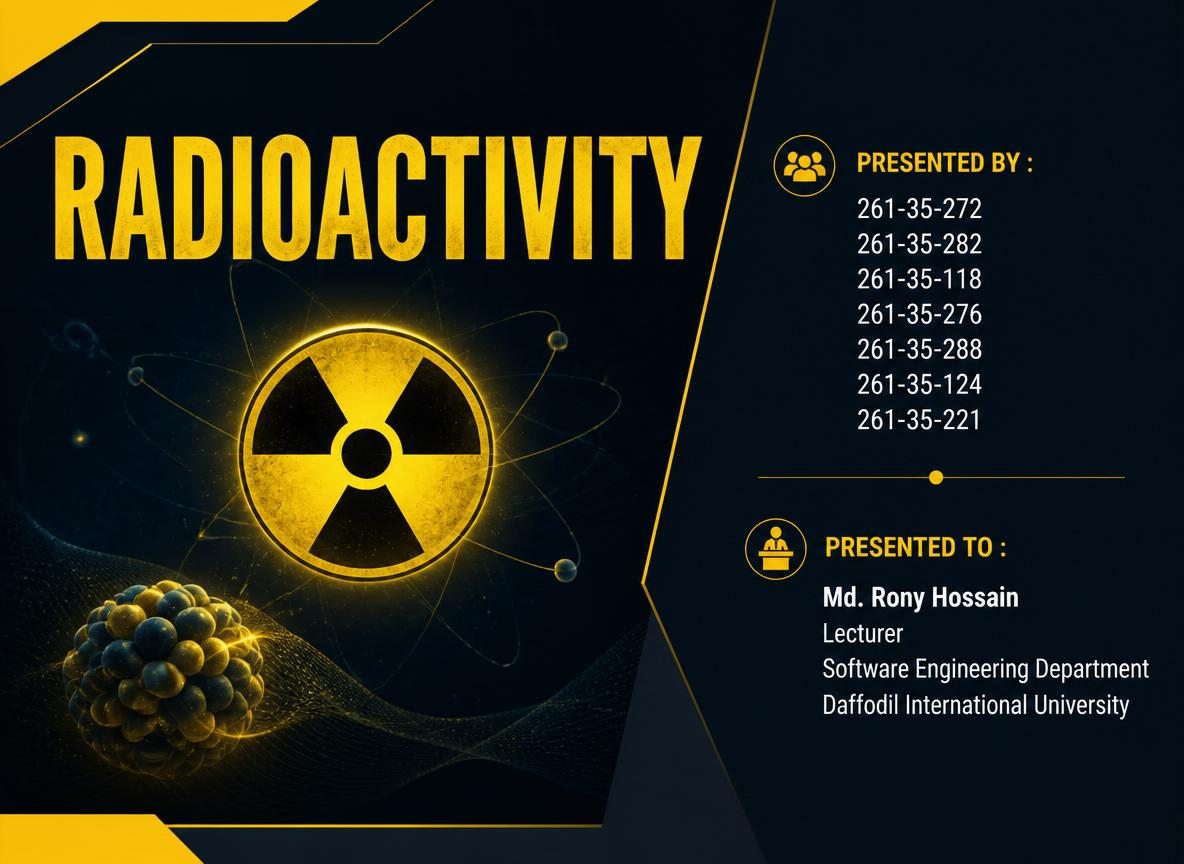 RADIOACTIVITY
PRESENTED BY :
261-35-272
261-35-282
261-35-118
261-35-276
261-35-288
261-35-124
261-35-221
PRESENTED TO :
Md. Rony Hossain
Lecturer
Software Engineering Department
Daffodil International University